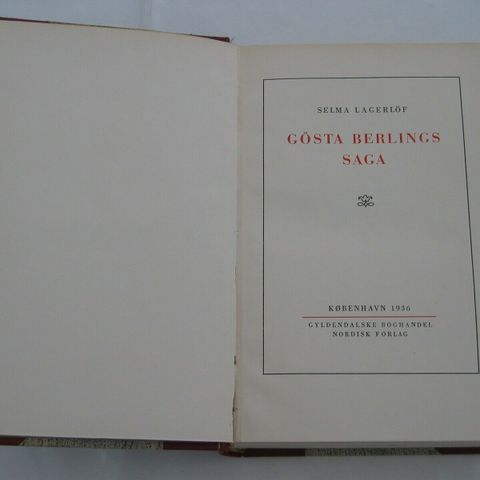 SELMA LAGERLÖF
GÖSTA BERLINGS
SAGA
KØBENHAVN 1936
GYLDENDALSKE BOGHANDEL
NORDISK FORLAG